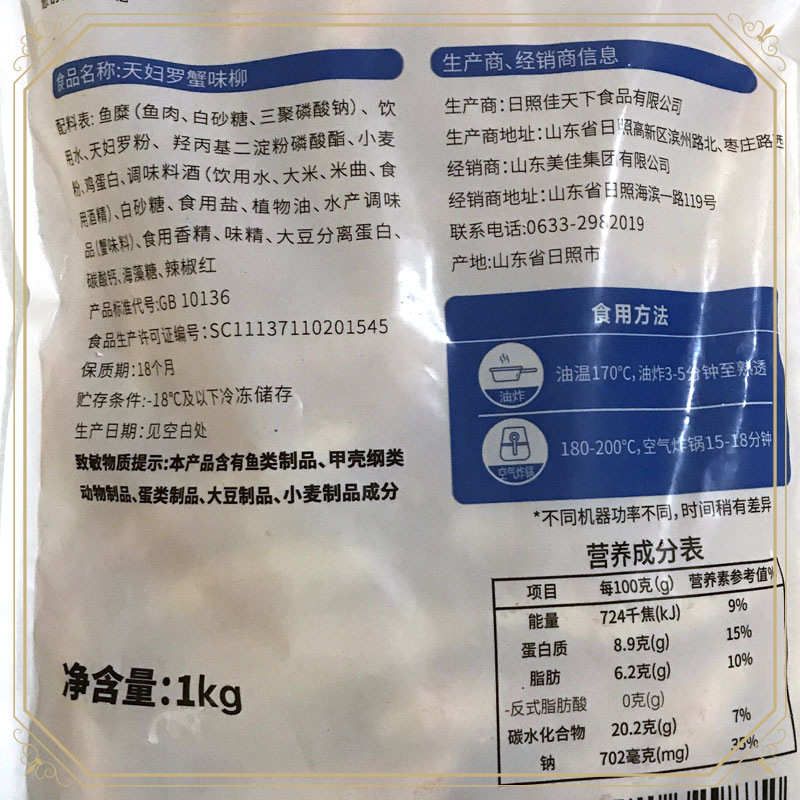 食品名称:天妇罗蟹味柳
配料表: 鱼糜(鱼肉、白砂糖、三聚磷酸钠)、饮
用水、天妇罗粉、羟丙基二淀粉磷酸酯、小麦
粉、鸡蛋白、调味料酒(饮用水、大米、米曲、食
用酒精)、白砂糖、食用盐、植物油、水产调味
品(蟹味料)、食用香精、味精、大豆分离蛋白、
碳酸钙、海藻糖、辣椒红
产品标准代号:GB 10136
食品生产许可证编号:SC11137110201545
保质期:18个月
贮存条件:-18℃及以下冷冻储存
生产日期:见空白处
致敏物质提示:本产品含有鱼类制品、甲壳纲类
动物制品、蛋类制品、大豆制品、小麦制品成分
净含量:1kg
生产商、经销商信息
生产商:日照佳天下食品有限公司
生产商地址:山东省日照高新区滨州路北、枣庄路西
经销商:山东美佳集团有限公司
经销商地址:山东省日照海滨一路119号
联系电话:0633-2982019
产地:山东省日照市
食用方法
油炸
油温170℃,油炸3-5分钟至熟透
空气炸锅
180-200℃,空气炸锅15-18分钟
*不同机器功率不同,时间稍有差异
营养成分表
项目 每100克(g) 营养素参考值%
能量 724千焦(kJ) 9%
蛋白质 8.9克(g) 15%
脂肪 6.2克(g) 10%
-反式脂肪酸 0克(g)
碳水化合物 20.2克(g) 7%
钠 702毫克(mg) 35%